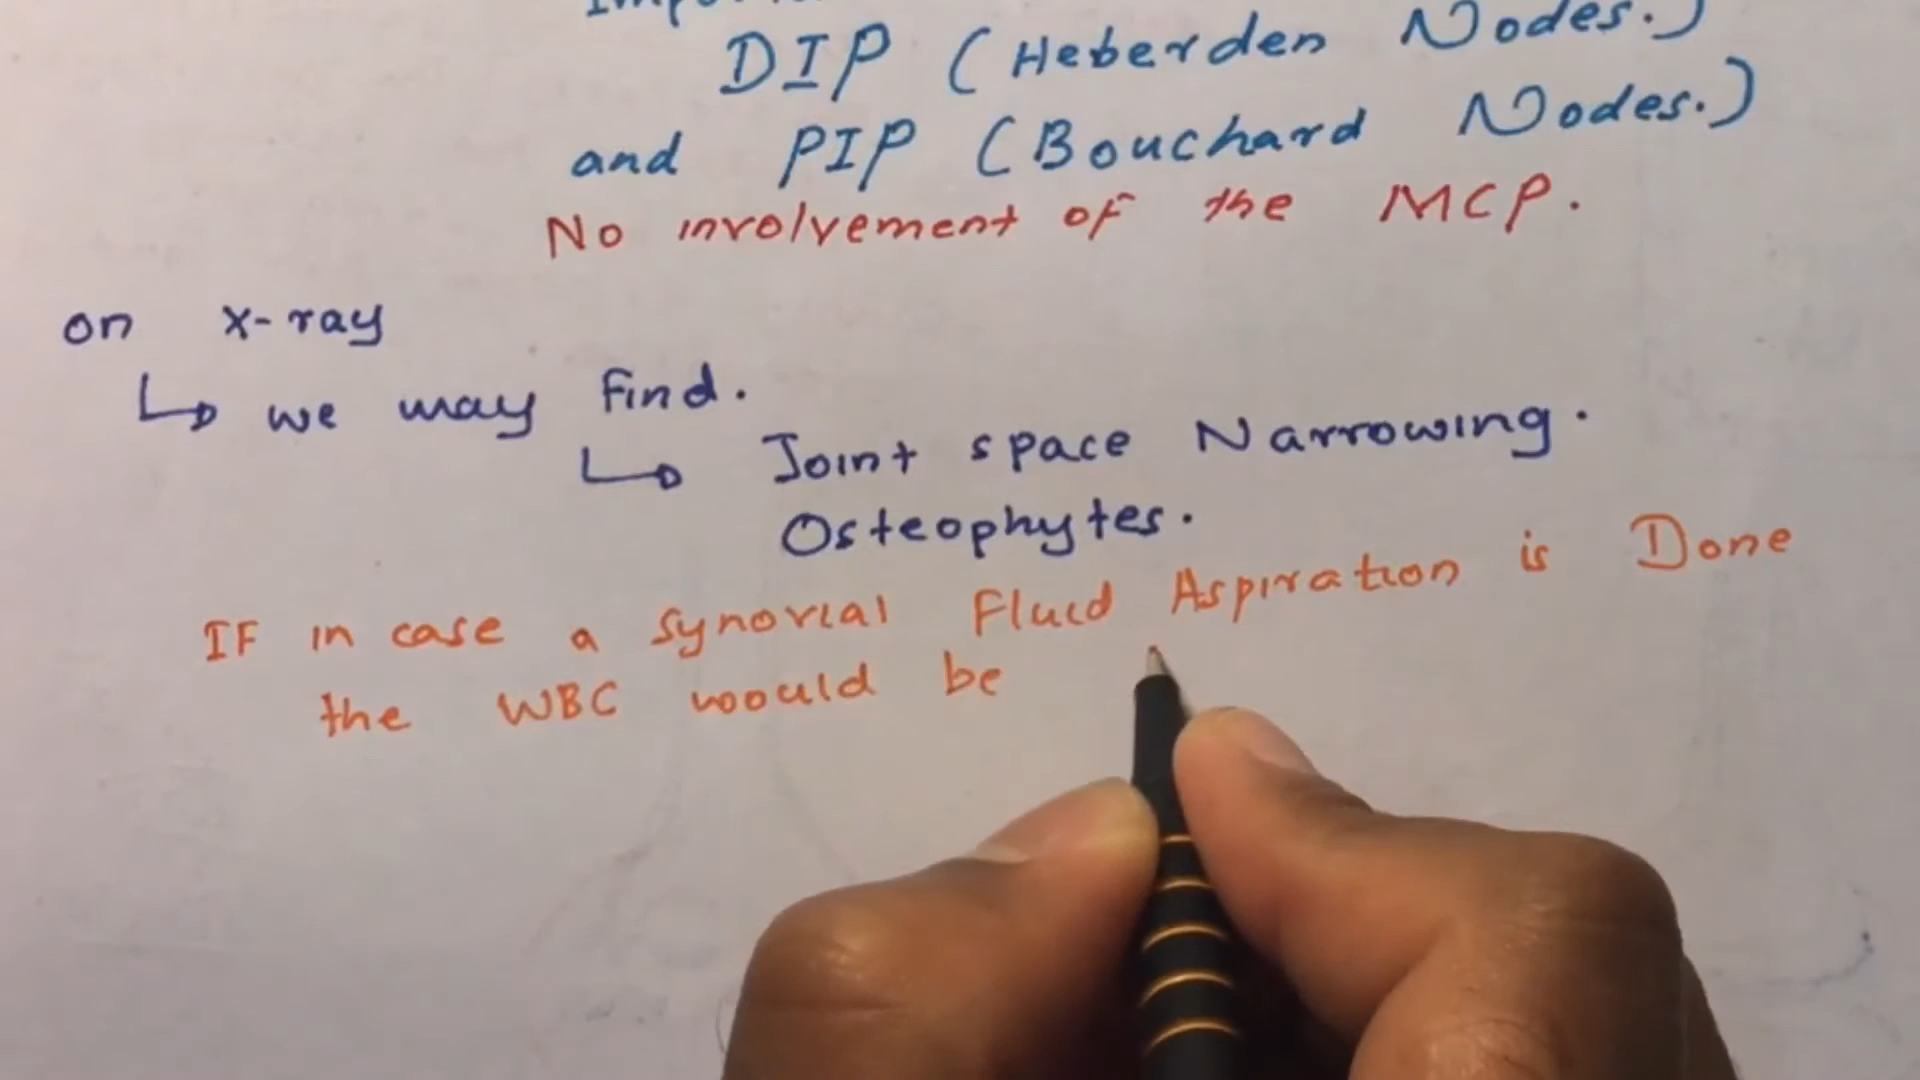 DIP (Heberden Nodes.)
and PIP (Bouchard Nodes.)
No involvement of the MCP.
on x-ray
we may find.
Joint space Narrowing.
Osteophytes.
IF in case a synovial Fluid Aspiration is Done
the WBC would be